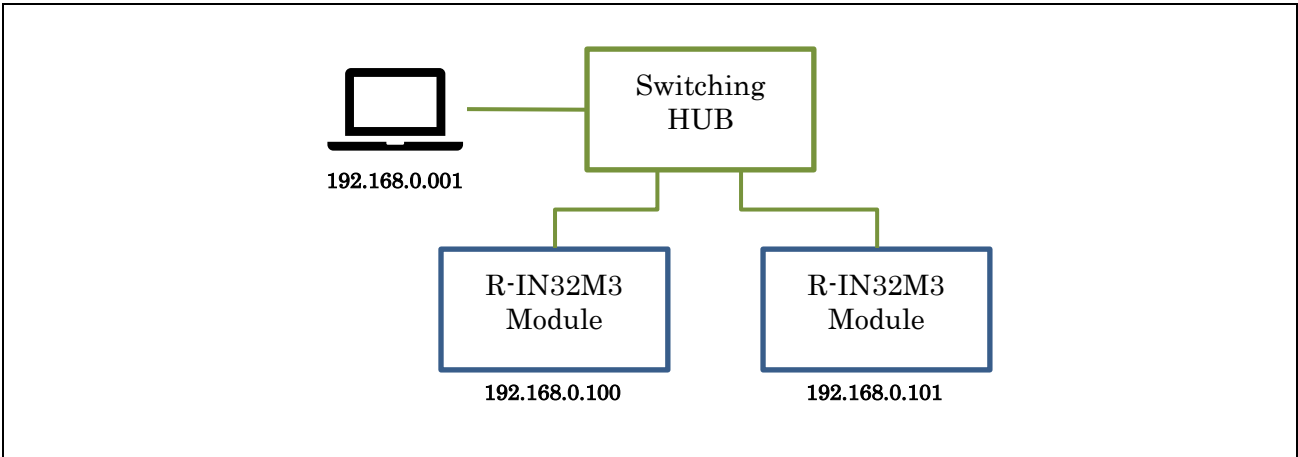 Switching
HUB
192.168.0.001
R-IN32M3
Module
R-IN32M3
Module
192.168.0.100
192.168.0.101